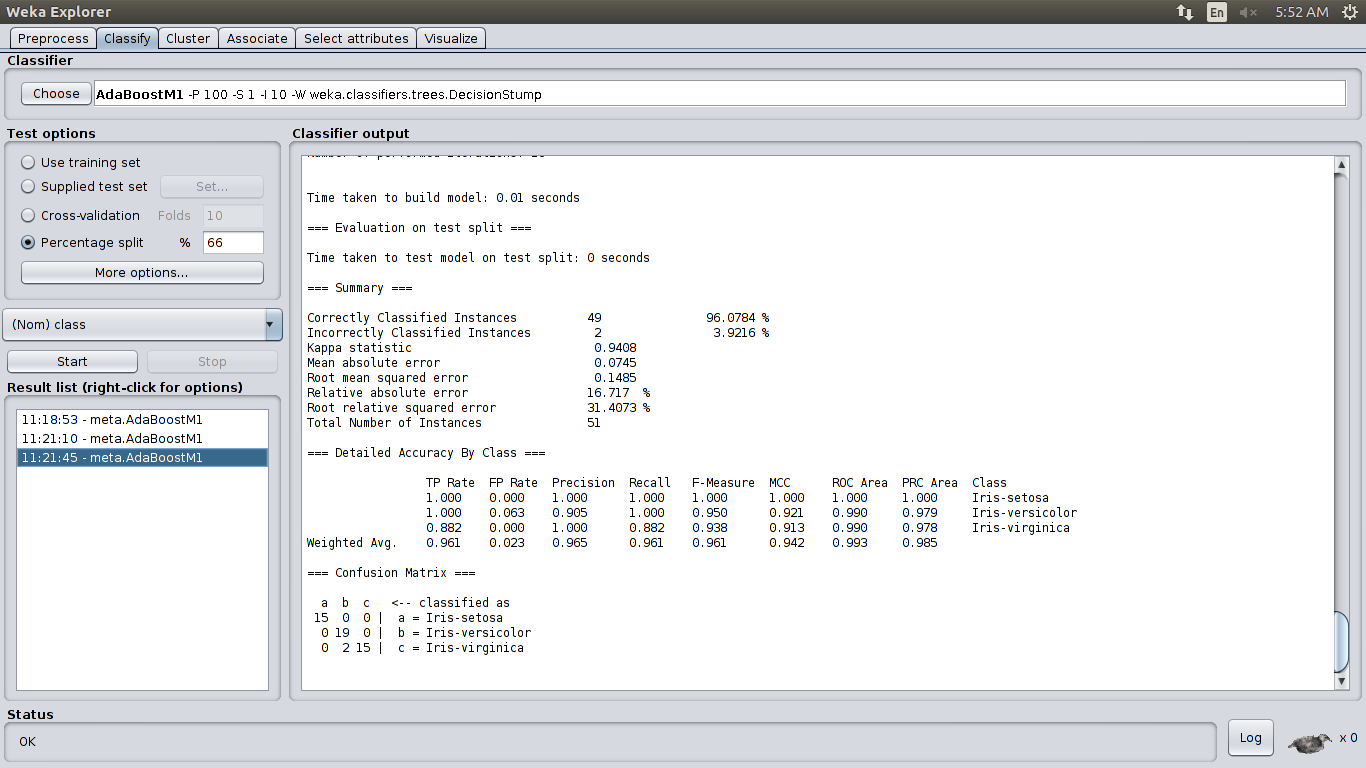 Weka Explorer
En
5:52 AM
Preprocess Classify Cluster Associate Select attributes Visualize
Classifier
Choose AdaBoostM1 -P 100 -S 1 -I 10 -W weka.classifiers.trees.DecisionStump
Test options
Use training set
Supplied test set Set...
Cross-validation Folds 10
Percentage split % 66
More options...
(Nom) class
Start Stop
Result list (right-click for options)
11:18:53 - meta.AdaBoostM1
11:21:10 - meta.AdaBoostM1
11:21:45 - meta.AdaBoostM1
Classifier output
Time taken to build model: 0.01 seconds
=== Evaluation on test split ===
Time taken to test model on test split: 0 seconds
=== Summary ===
Correctly Classified Instances 49 96.0784 %
Incorrectly Classified Instances 2 3.9216 %
Kappa statistic 0.9408
Mean absolute error 0.0745
Root mean squared error 0.1485
Relative absolute error 16.717 %
Root relative squared error 31.4073 %
Total Number of Instances 51
=== Detailed Accuracy By Class ===
TP Rate FP Rate Precision Recall F-Measure MCC ROC Area PRC Area Class
1.000 0.000 1.000 1.000 1.000 1.000 1.000 1.000 Iris-setosa
1.000 0.063 0.905 1.000 0.950 0.921 0.990 0.979 Iris-versicolor
0.882 0.000 1.000 0.882 0.938 0.913 0.990 0.978 Iris-virginica
Weighted Avg. 0.961 0.023 0.965 0.961 0.961 0.942 0.993 0.985
=== Confusion Matrix ===
a b c <-- classified as
15 0 0 | a = Iris-setosa
0 19 0 | b = Iris-versicolor
0 2 15 | c = Iris-virginica
Status
OK
Log
x 0